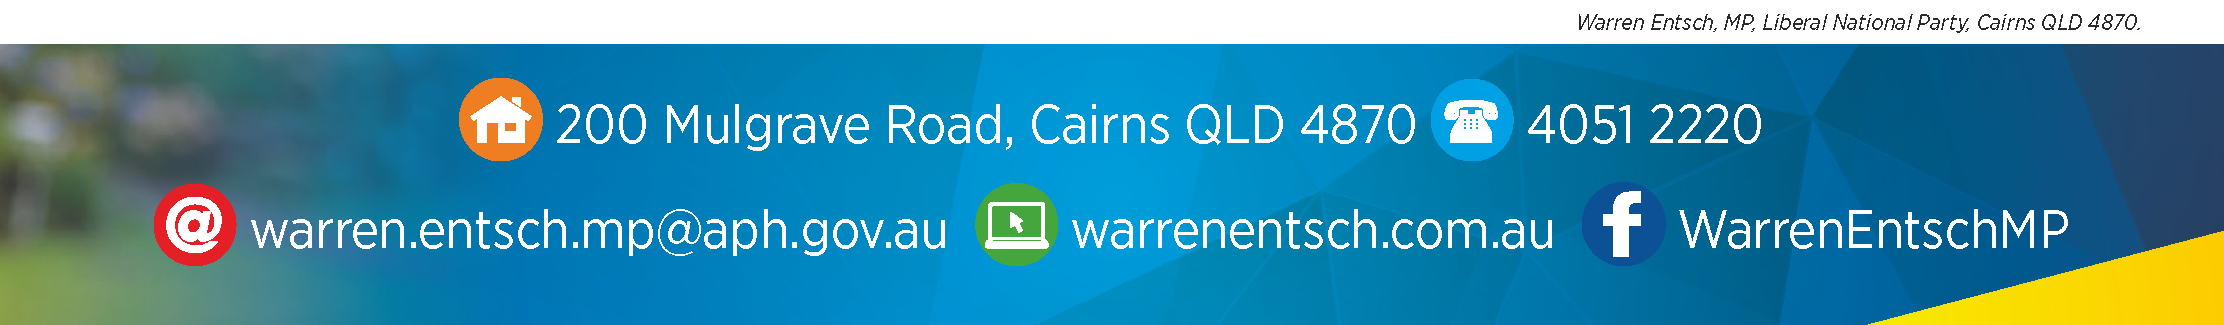 Warren Entsch, MP, Liberal National Party, Cairns QLD 4870.
200 Mulgrave Road, Cairns QLD 4870 4051 2220
@ warren.entsch.mp@aph.gov.au warrenentsch.com.au f WarrenEntschMP